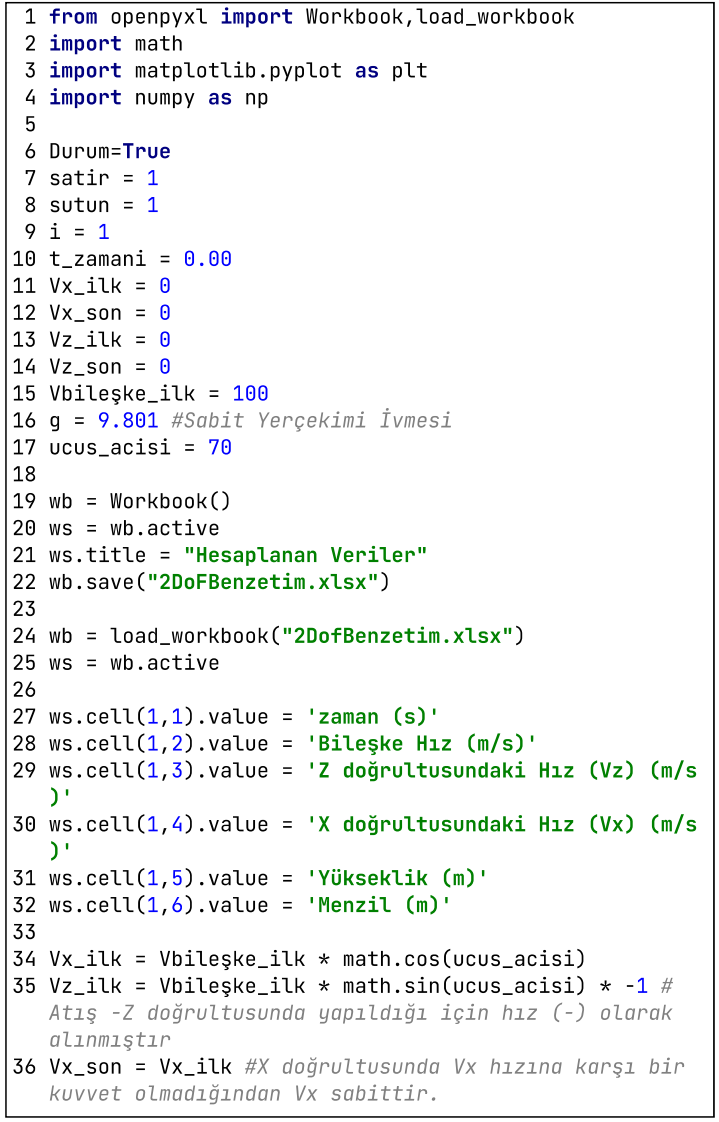 1 from openpyxl import Workbook,load_workbook
2 import math
3 import matplotlib.pyplot as plt
4 import numpy as np
5
6 Durum=True
7 satir = 1
8 sutun = 1
9 i = 1
10 t_zamani = 0.00
11 Vx_ilk = 0
12 Vx_son = 0
13 Vz_ilk = 0
14 Vz_son = 0
15 Vbileşke_ilk = 100
16 g = 9.801 #Sabit Yerçekimi İvmesi
17 ucus_acisi = 70
18
19 wb = Workbook()
20 ws = wb.active
21 ws.title = "Hesaplanan Veriler"
22 wb.save("2DoFBenzetim.xlsx")
23
24 wb = load_workbook("2DofBenzetim.xlsx")
25 ws = wb.active
26
27 ws.cell(1,1).value = 'zaman (s)'
28 ws.cell(1,2).value = 'Bileşke Hız (m/s)'
29 ws.cell(1,3).value = 'Z doğrultusundaki Hız (Vz) (m/s
)'
30 ws.cell(1,4).value = 'X doğrultusundaki Hız (Vx) (m/s
)'
31 ws.cell(1,5).value = 'Yükseklik (m)'
32 ws.cell(1,6).value = 'Menzil (m)'
33
34 Vx_ilk = Vbileşke_ilk * math.cos(ucus_acisi)
35 Vz_ilk = Vbileşke_ilk * math.sin(ucus_acisi) * -1 #
Atış -Z doğrultusunda yapıldığı için hız (-) olarak
alınmıştır
36 Vx_son = Vx_ilk #X doğrultusunda Vx hızına karşı bir
kuvvet olmadığından Vx sabittir.